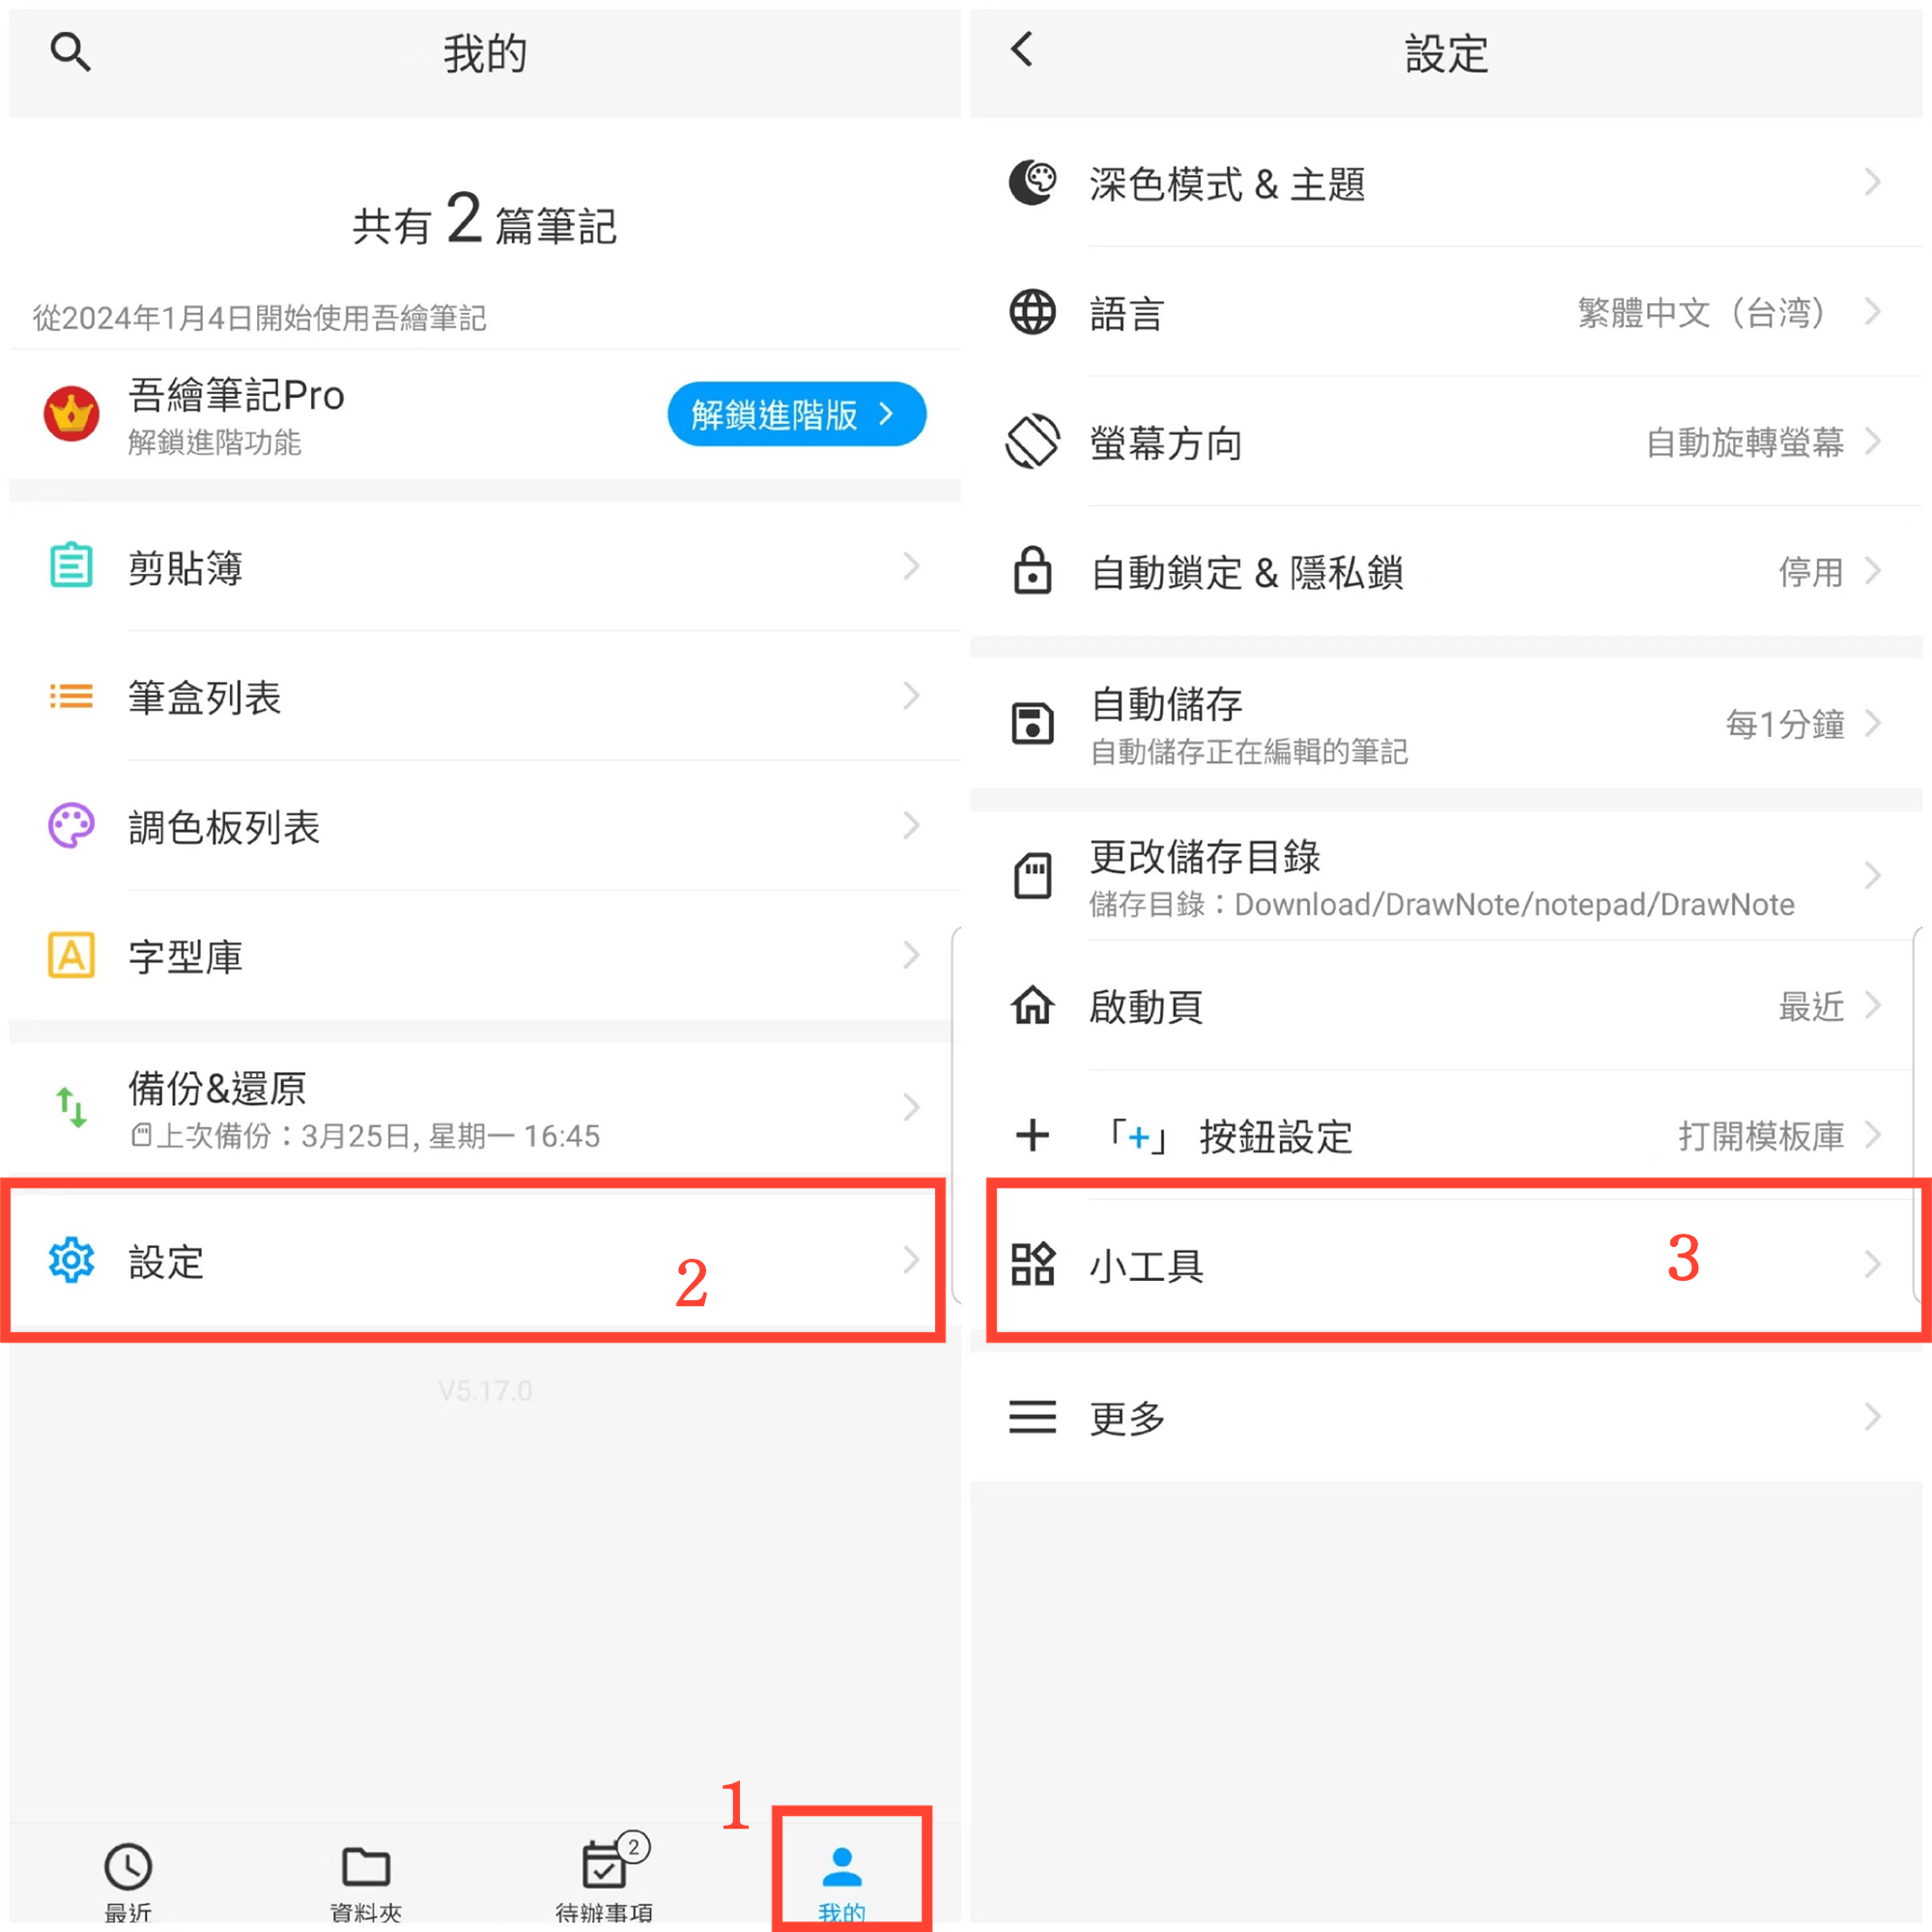 我的
共有 2 篇筆記
從2024年1月4日開始使用吾繪筆記
吾繪筆記Pro
解鎖進階功能
解鎖進階版
剪貼簿
筆盒列表
調色板列表
字型庫
備份&還原
上次備份：3月25日, 星期一 16:45
設定
2
V5.17.0
1
最近
資料夾
2
待辦事項
我的
設定
深色模式 & 主題
語言 繁體中文（台湾）
螢幕方向 自動旋轉螢幕
自動鎖定 & 隱私鎖 停用
自動儲存
自動儲存正在編輯的筆記
每1分鐘
更改儲存目錄
儲存目錄：Download/DrawNote/notepad/DrawNote
啟動頁 最近
「+」 按鈕設定 打開模板庫
小工具
3
更多